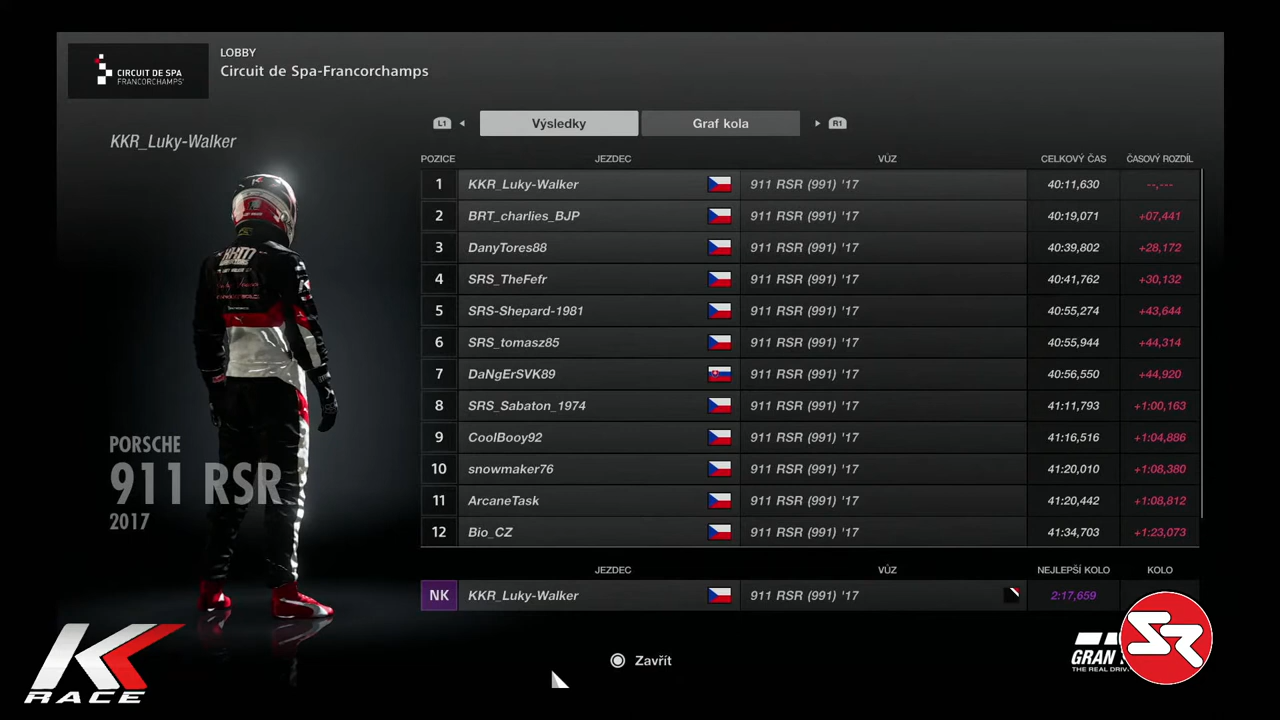 LOBBY
Circuit de Spa-Francorchamps
CIRCUIT DE SPA
FRANCORCHAMPS
L1 Výsledky Graf kola R1
KKR_Luky-Walker
POZICE JEZDEC VŮZ CELKOVÝ ČAS ČASOVÝ ROZDÍL
1 KKR_Luky-Walker 911 RSR (991) '17 40:11,630 --,---
2 BRT_charlies_BJP 911 RSR (991) '17 40:19,071 +07,441
3 DanyTores88 911 RSR (991) '17 40:39,802 +28,172
4 SRS_TheFefr 911 RSR (991) '17 40:41,762 +30,132
5 SRS-Shepard-1981 911 RSR (991) '17 40:55,274 +43,644
6 SRS_tomasz85 911 RSR (991) '17 40:55,944 +44,314
7 DaNgErSVK89 911 RSR (991) '17 40:56,550 +44,920
8 SRS_Sabaton_1974 911 RSR (991) '17 41:11,793 +1:00,163
9 CoolBooy92 911 RSR (991) '17 41:16,516 +1:04,886
10 snowmaker76 911 RSR (991) '17 41:20,010 +1:08,380
11 ArcaneTask 911 RSR (991) '17 41:20,442 +1:08,812
12 Bio_CZ 911 RSR (991) '17 41:34,703 +1:23,073
PORSCHE
911 RSR
2017
JEZDEC VŮZ NEJLEPŠÍ KOLO KOLO
NK KKR_Luky-Walker 911 RSR (991) '17 2:17,659
Zavřít
KR
RACE
GRAN
THE REAL
SR